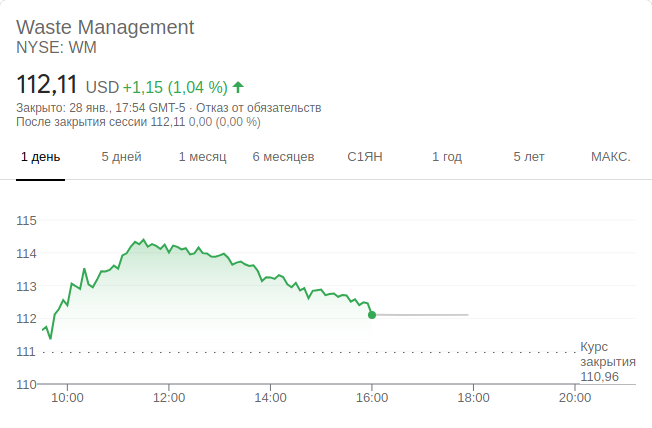 Waste Management
NYSE: WM
112,11 USD +1,15 (1,04 %)
Закрыто: 28 янв., 17:54 GMT-5 · Отказ от обязательств
После закрытия сессии 112,11 0,00 (0,00 %)
1 день 5 дней 1 месяц 6 месяцев С1ЯН 1 год 5 лет МАКС.
115
114
113
112
111
110
Курс
закрытия
110,96
10:00 12:00 14:00 16:00 18:00 20:00